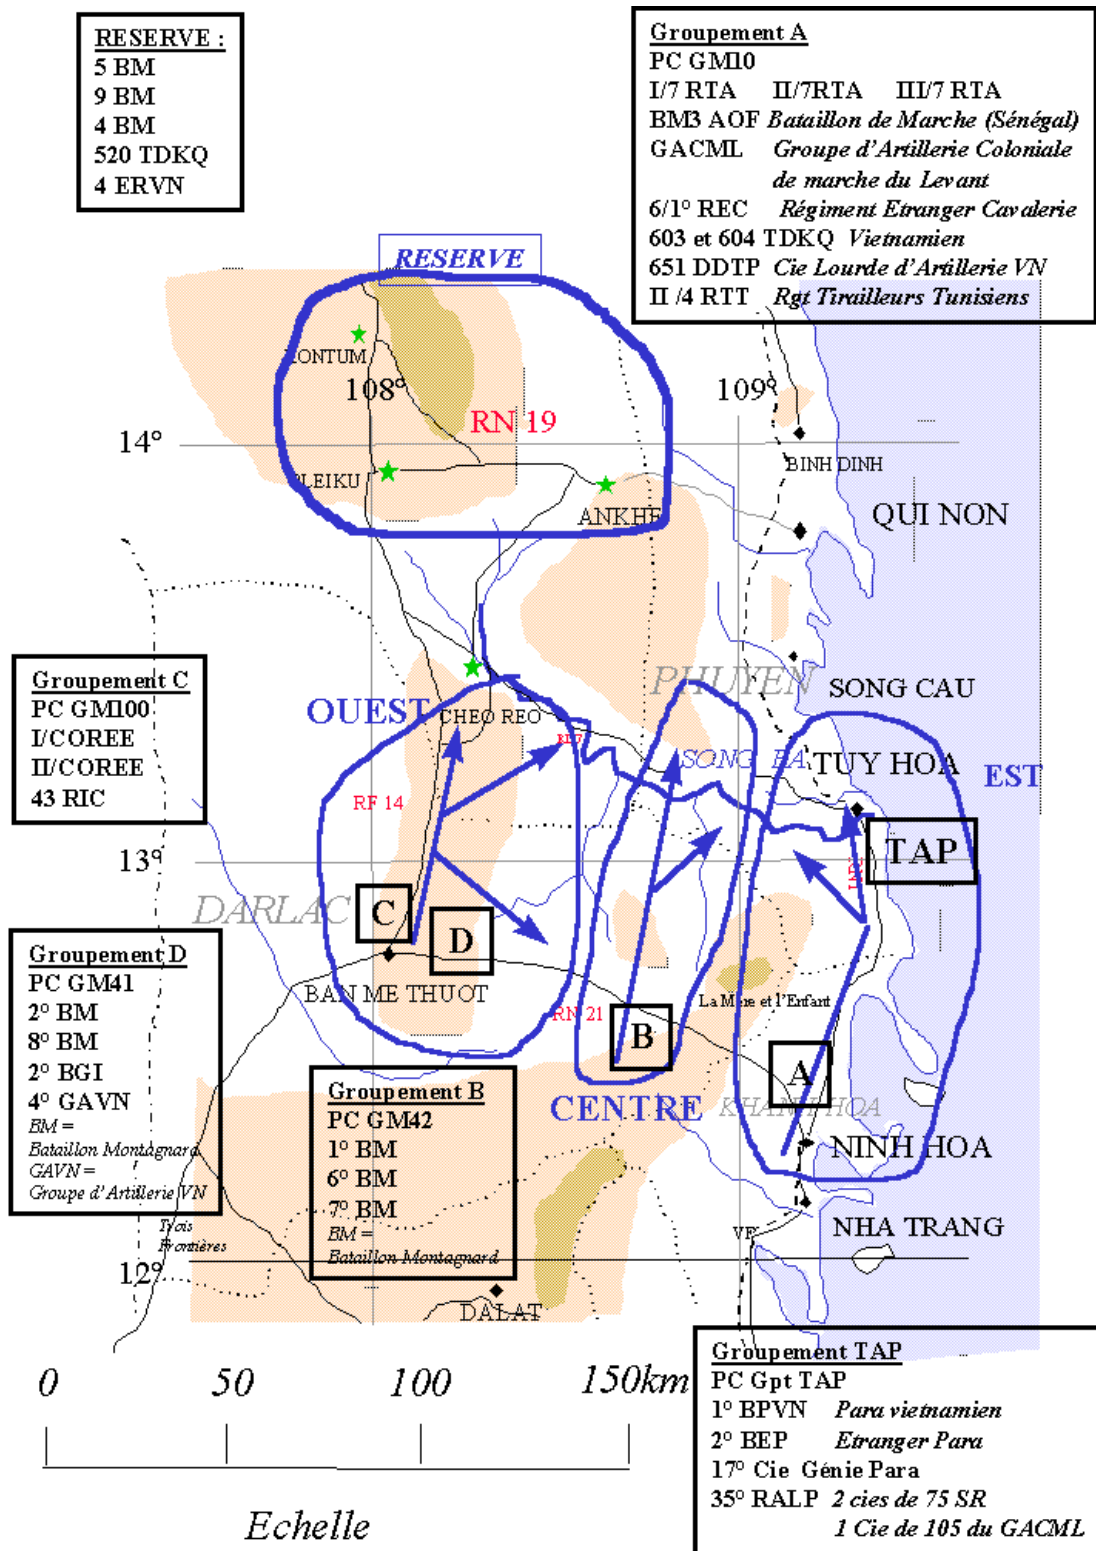 RESERVE :
5 BM
9 BM
4 BM
520 TDKQ
4 ERVN
Groupement A
PC GM10
I/7 RTA II/7RTA III/7 RTA
BM3 AOF Bataillon de Marche (Sénégal)
GACML Groupe d'Artillerie Coloniale
de marche du Levant
6/1° REC Régiment Etranger Cavalerie
603 et 604 TDKQ Vietnamien
651 DDTP Cie Lourde d'Artillerie VN
II /4 RTT Rgt Tirailleurs Tunisiens
RESERVE
KONTUM
108°
109°
RN 19
14°
BINH DINH
PLEIKU
ANKHE
QUI NON
Groupement C
PC GM100
I/COREE
II/COREE
43 RIC
PHUYEN
SONG CAU
OUEST
CHEO REO
SONG BA
TUY HOA
EST
RF 14
TAP
13°
DARLAC
C
D
Groupement D
PC GM41
2° BM
8° BM
2° BGI
4° GAVN
BM =
Bataillon Montagnard
GAVN =
Groupe d'Artillerie VN
BAN ME THUOT
RN 21
La Mère et l'Enfant
B
A
Groupement B
PC GM42
1° BM
6° BM
7° BM
BM =
Bataillon Montagnard
CENTRE
KHANH HOA
NINH HOA
Trois
Frontières
NHA TRANG
VF
12°
DALAT
Groupement TAP
PC Gpt TAP
1° BPVN Para vietnamien
2° BEP Etranger Para
17° Cie Génie Para
35° RALP 2 cies de 75 SR
1 Cie de 105 du GACML
0 50 100 150km
Echelle